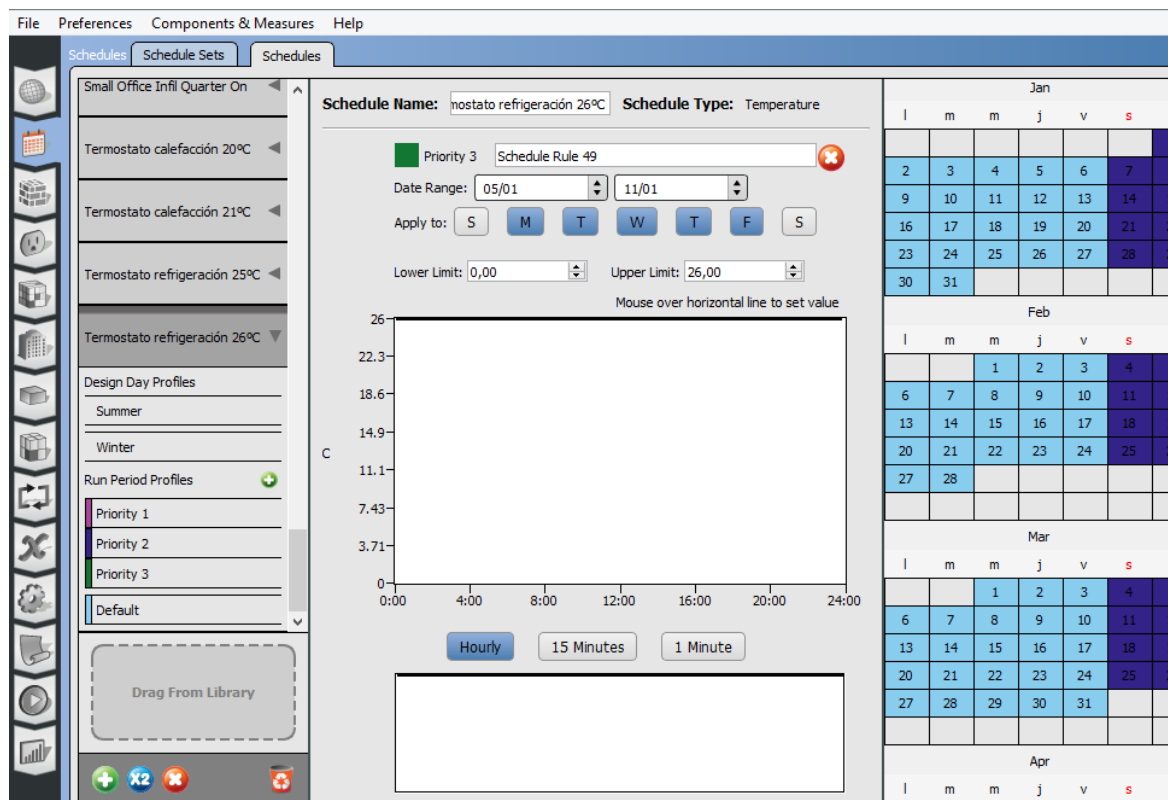 File Preferences Components & Measures Help
Schedules Schedule Sets Schedules
Small Office Infil Quarter On
Termostato calefacción 20ºC
Termostato calefacción 21ºC
Termostato refrigeración 25ºC
Termostato refrigeración 26ºC
Design Day Profiles
Summer
Winter
Run Period Profiles
Priority 1
Priority 2
Priority 3
Default
Drag From Library
X2
Schedule Name: mostato refrigeración 26ºC Schedule Type: Temperature
Priority 3 Schedule Rule 49
Date Range: 05/01 11/01
Apply to: S M T W T F S
Lower Limit: 0,00 Upper Limit: 26,00
Mouse over horizontal line to set value
26
22.3
18.6
14.9
C
11.1
7.43
3.71
0
0:00 4:00 8:00 12:00 16:00 20:00 24:00
Hourly 15 Minutes 1 Minute
Jan
l m m j v s
2 3 4 5 6 7
9 10 11 12 13 14
16 17 18 19 20 21
23 24 25 26 27 28
30 31
Feb
l m m j v s
1 2 3 4
6 7 8 9 10 11
13 14 15 16 17 18
20 21 22 23 24 25
27 28
Mar
l m m j v s
1 2 3 4
6 7 8 9 10 11
13 14 15 16 17 18
20 21 22 23 24 25
27 28 29 30 31
Apr
l m m j v s